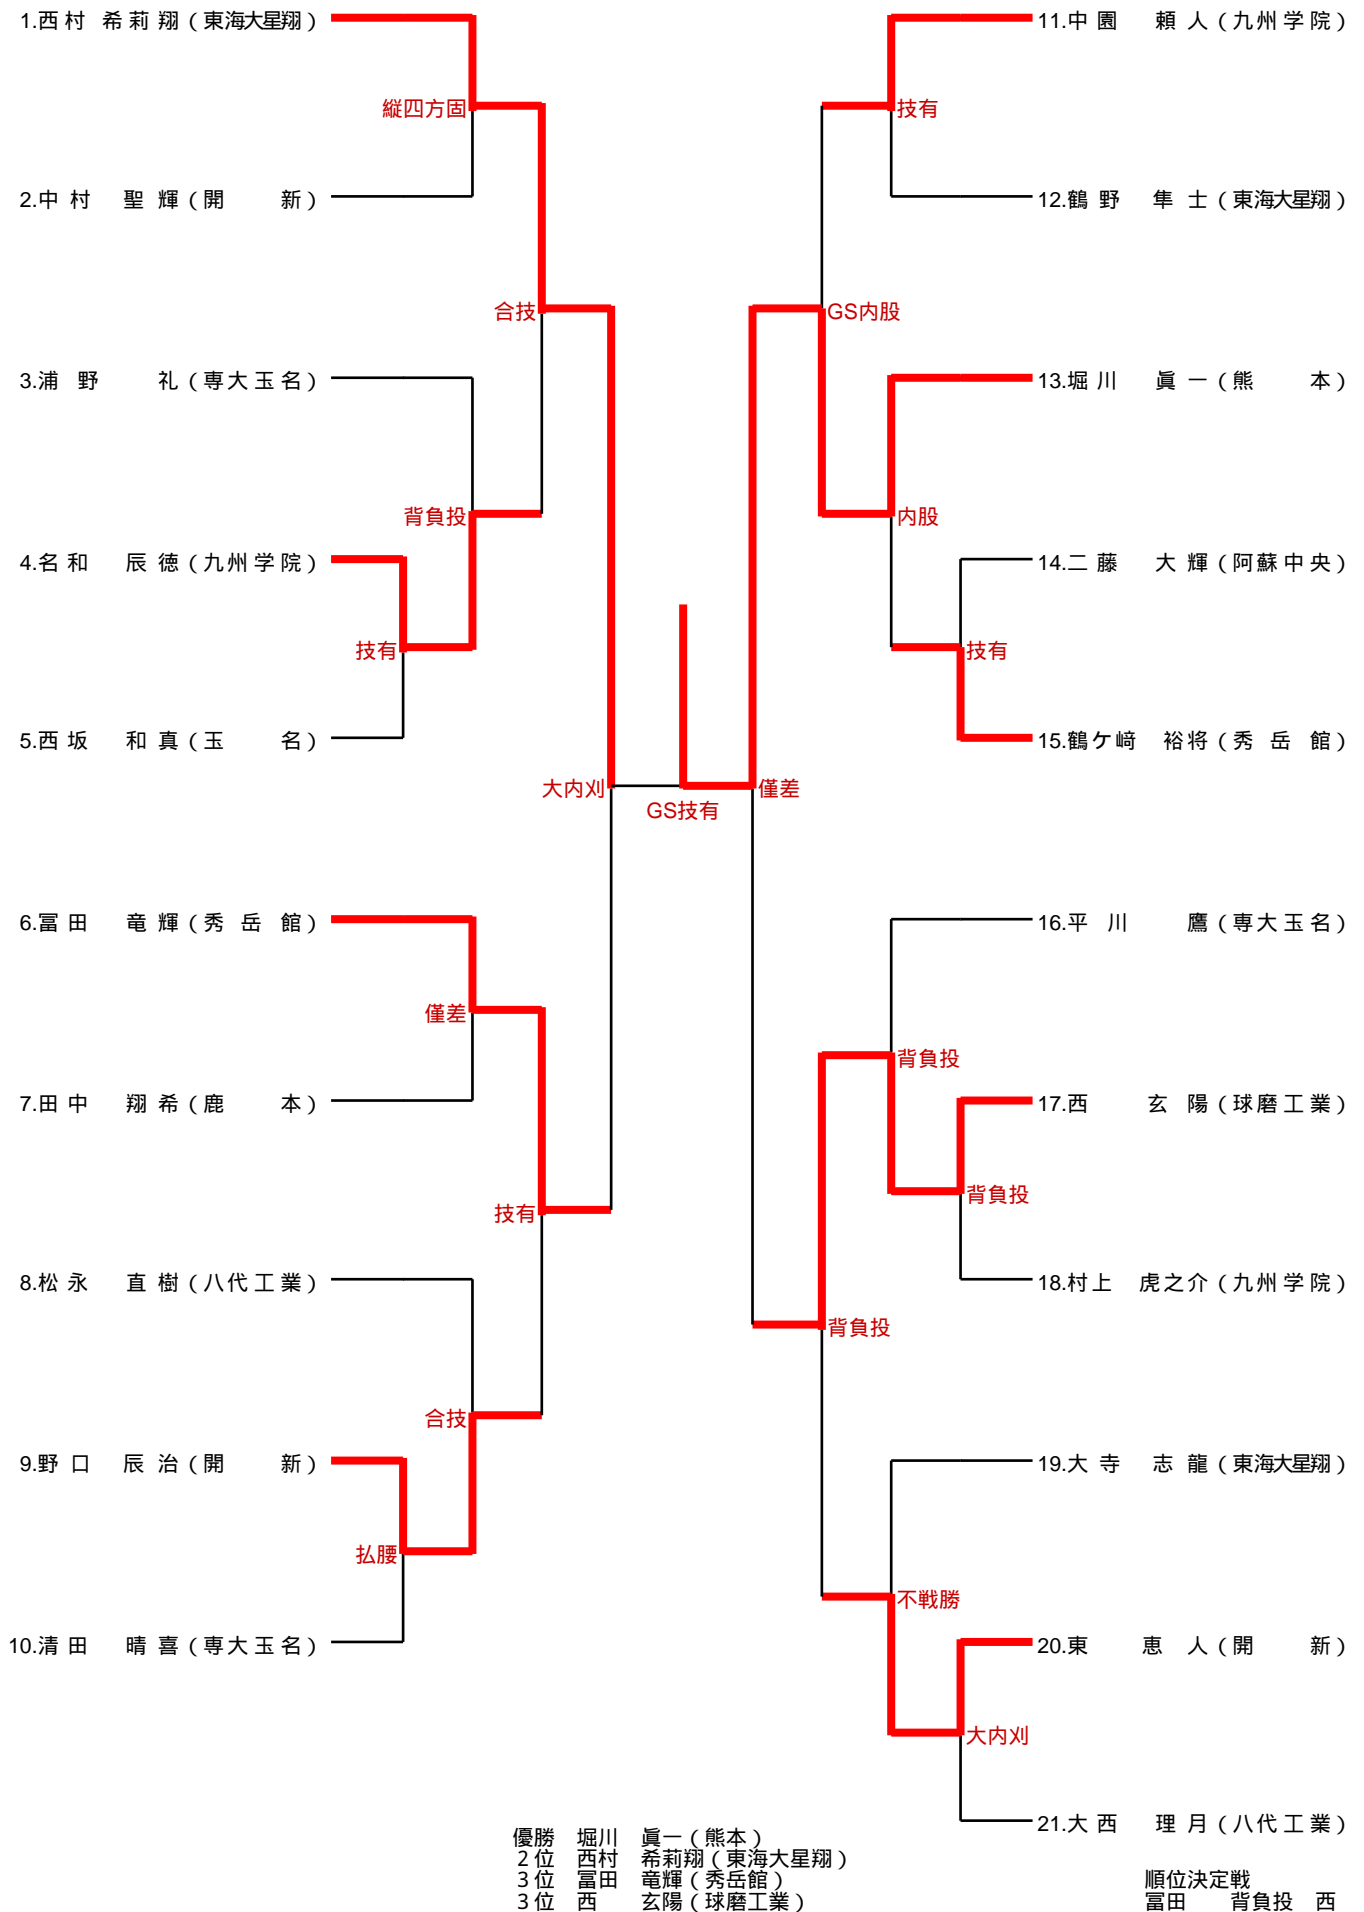 1.西村 希莉翔(東海大星翔)
縦四方固
2.中村 聖輝(開 新)
合技
3.浦野 礼(専大玉名)
背負投
4.名和 辰徳(九州学院)
技有
5.西坂 和真(玉 名)
大内刈
GS技有
6.冨田 竜輝(秀岳館)
僅差
7.田中 翔希(鹿 本)
技有
8.松永 直樹(八代工業)
合技
9.野口 辰治(開 新)
払腰
10.清田 晴喜(専大玉名)
11.中園 頼人(九州学院)
技有
12.鶴野 隼士(東海大星翔)
GS内股
13.堀川 眞一(熊 本)
内股
14.二藤 大輝(阿蘇中央)
技有
15.鶴ケ﨑 裕将(秀岳館)
僅差
16.平川 鷹(専大玉名)
背負投
17.西 玄陽(球磨工業)
背負投
18.村上 虎之介(九州学院)
背負投
19.大寺 志龍(東海大星翔)
不戦勝
20.東 恵人(開 新)
大内刈
21.大西 理月(八代工業)
優勝 堀川 眞一(熊本)
2位 西村 希莉翔(東海大星翔)
3位 冨田 竜輝(秀岳館)
3位 西 玄陽(球磨工業)
順位決定戦
冨田 背負投 西